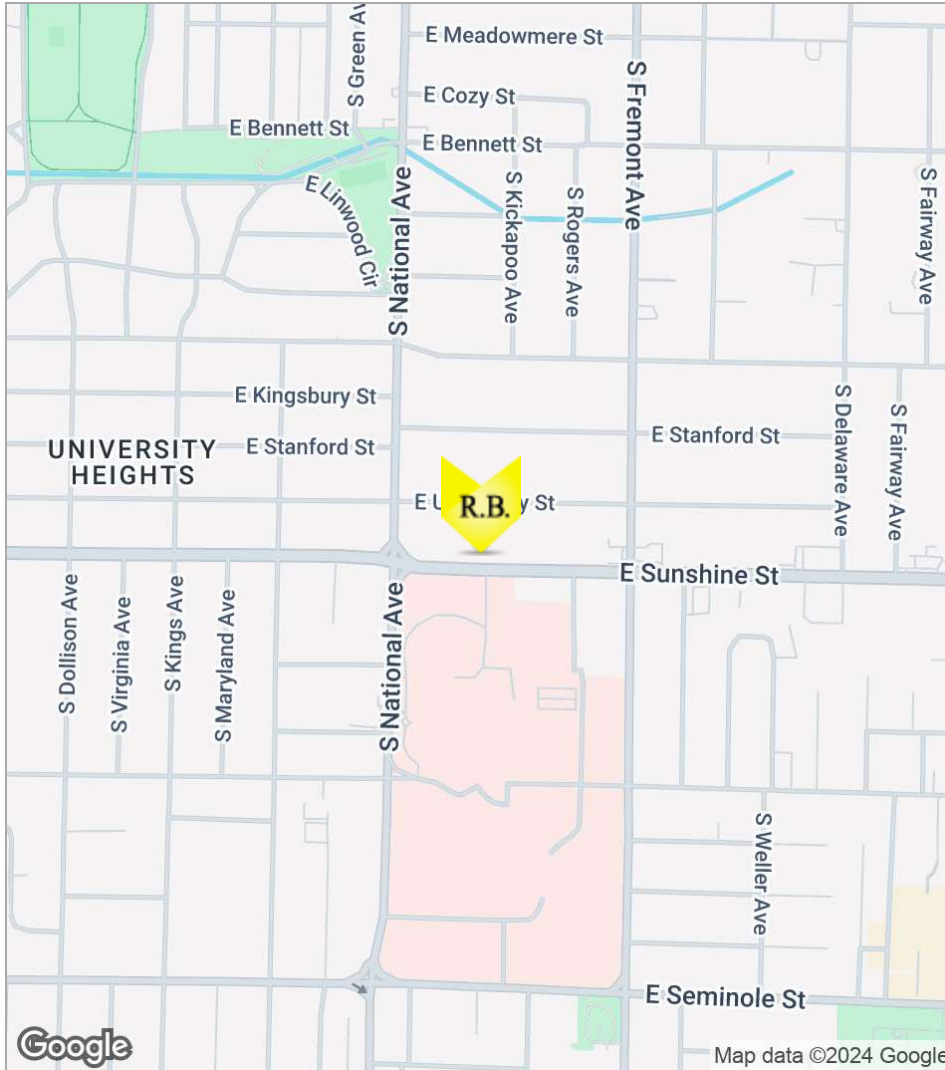 E Meadowmere St
S Green Av
S Fremont Ave
E Cozy St
E Bennett St
E Bennett St
S National Ave
E Linwood Cir
S Kickapoo Ave
S Rogers Ave
S Fairway Ave
E Kingsbury St
E Stanford St
E Stanford St
UNIVERSITY
HEIGHTS
S Delaware Ave
S Fairway Ave
E U
R.B.
y St
E Sunshine St
S Dollison Ave
S Virginia Ave
S Kings Ave
S Maryland Ave
S National Ave
S Weller Ave
E Seminole St
Google
Map data ©2024 Google